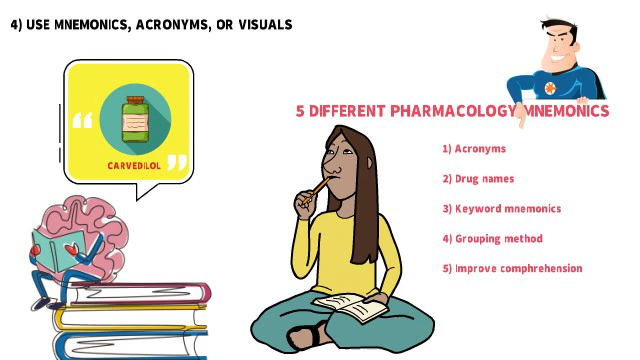 4) USE MNEMONICS, ACRONYMS, OR VISUALS
CARVEDILOL
5 DIFFERENT PHARMACOLOGY MNEMONICS
1) Acronyms
2) Drug names
3) Keyword mnemonics
4) Grouping method
5) Improve comphrehension